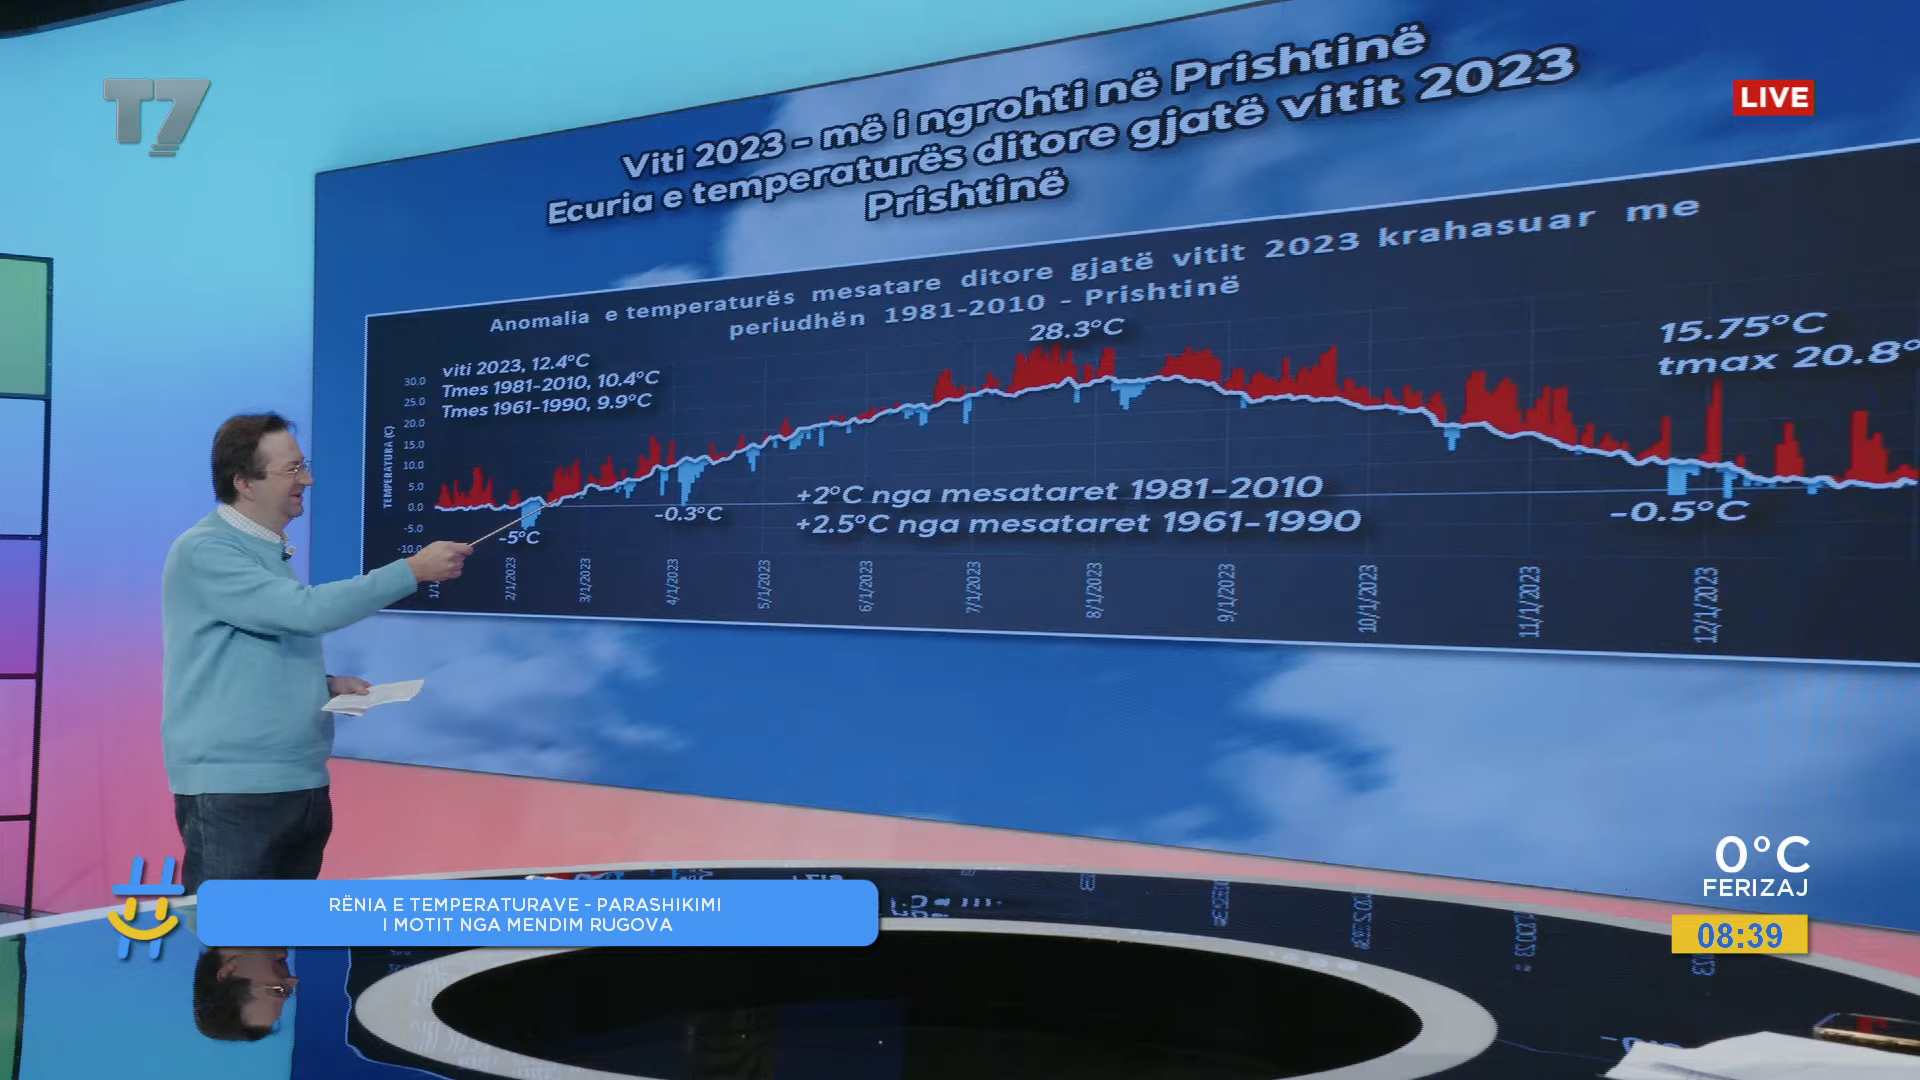 T7
LIVE
Viti 2023 - më i ngrohti në Prishtinë
Ecuria e temperaturës ditore gjatë vitit 2023
Prishtinë
Anomalia e temperaturës mesatare ditore gjatë vitit 2023 krahasuar me
periudhën 1981-2010 - Prishtinë
viti 2023, 12.4°C
Tmes 1981-2010, 10.4°C
Tmes 1961-1990, 9.9°C
28.3°C
15.75°C
tmax 20.8°
TEMPERATURA (C)
30.0
25.0
20.0
15.0
10.0
5.0
0.0
-5.0
-10.0
-5°C
-0.3°C
+2°C nga mesataret 1981-2010
+2.5°C nga mesataret 1961-1990
-0.5°C
2/1/2023
3/1/2023
4/1/2023
5/1/2023
6/1/2023
7/1/2023
8/1/2023
9/1/2023
10/1/2023
11/1/2023
12/1/2023
0°C
FERIZAJ
08:39
RËNIA E TEMPERATURAVE - PARASHIKIMI
I MOTIT NGA MENDIM RUGOVA